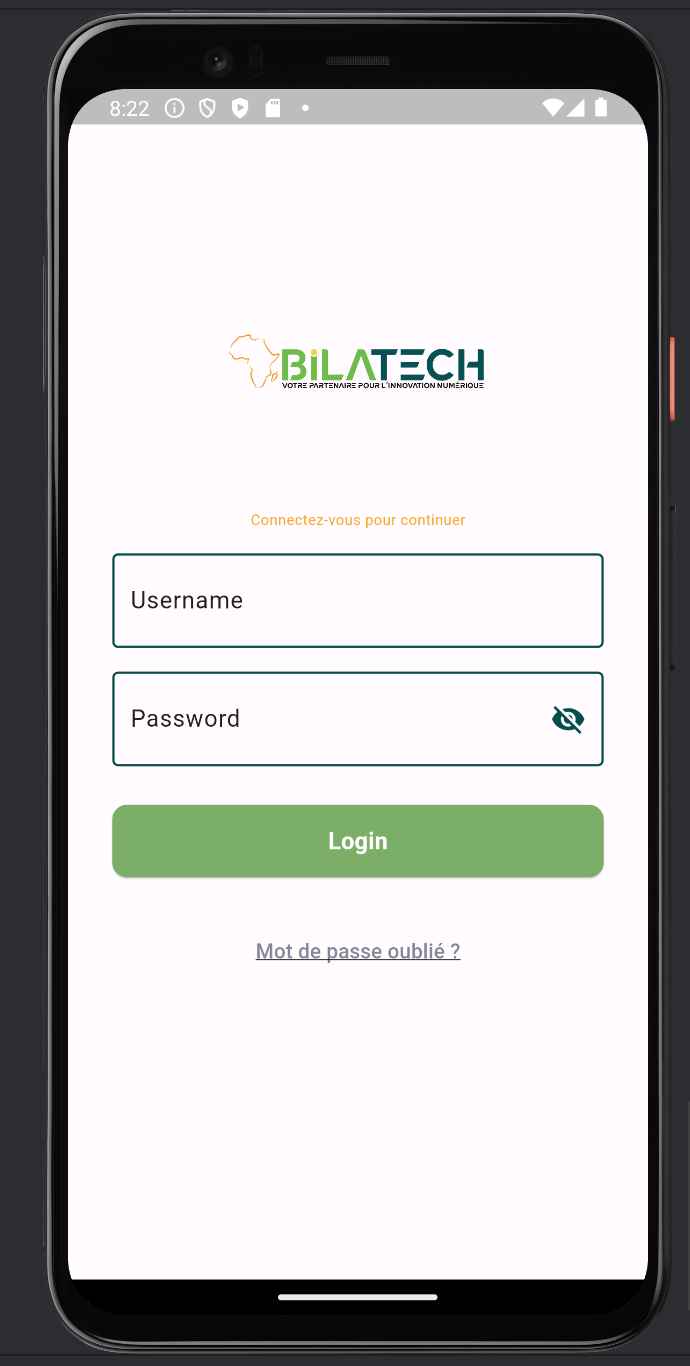 8:22
BiLATECH
VOTRE PARTENAIRE POUR L'INNOVATION NUMÉRIQUE
Connectez-vous pour continuer
Username
Password
Login
Mot de passe oublié ?